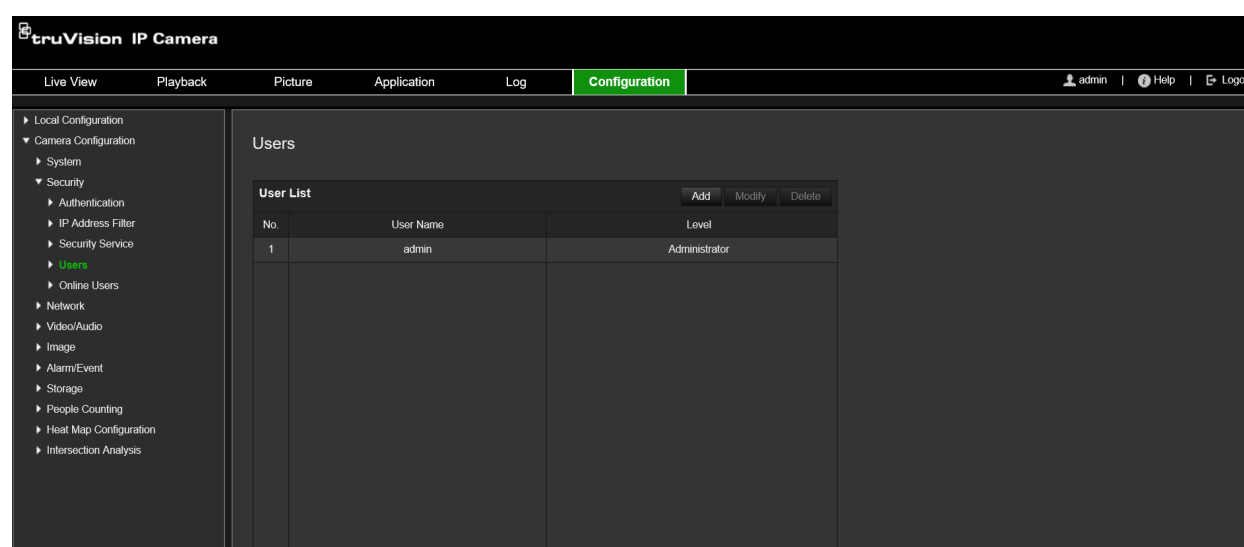 truVision IP Camera
Live View Playback Picture Application Log Configuration admin | Help | Logo
Local Configuration
Camera Configuration
System
Security
Authentication
IP Address Filter
Security Service
Users
Online Users
Network
Video/Audio
Image
Alarm/Event
Storage
People Counting
Heat Map Configuration
Intersection Analysis
Users
User List Add Modify Delete
No. User Name Level
1 admin Administrator